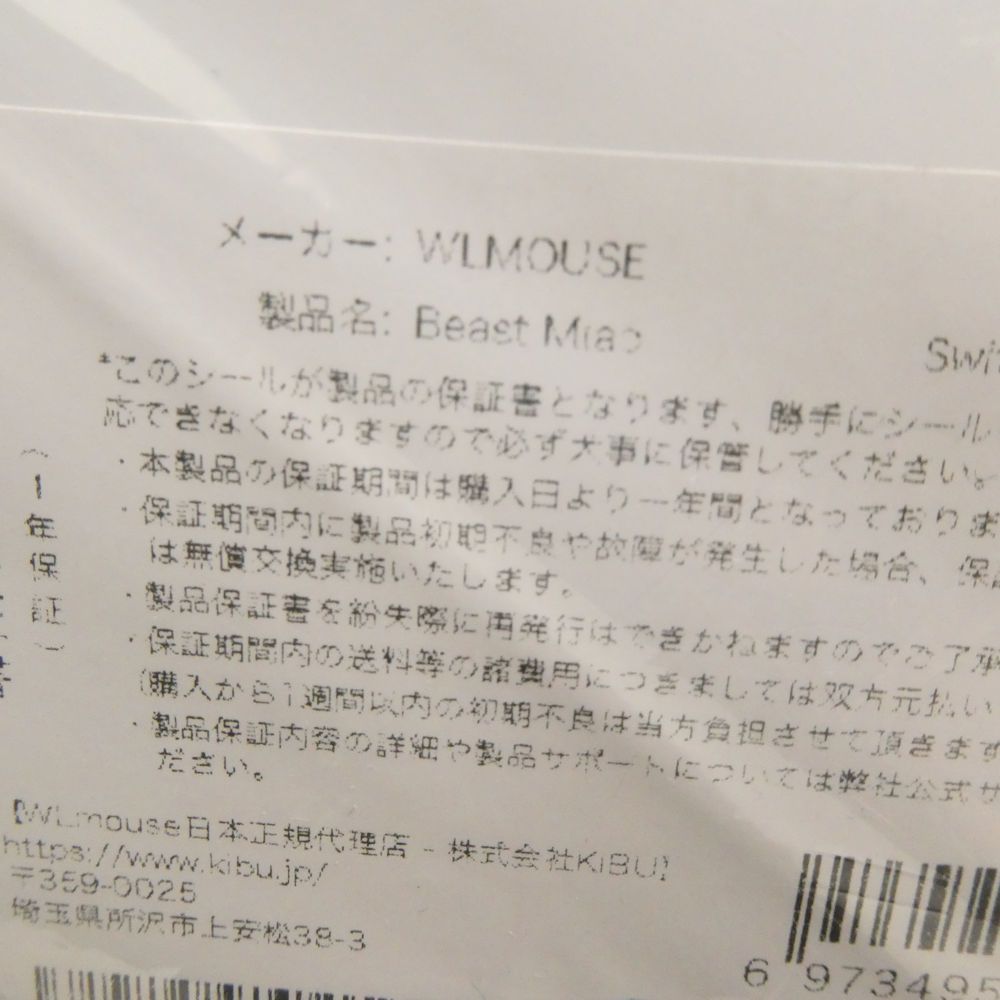 メーカー: WLMOUSE
製品名: Beast Miao
Swit
*このシールが製品の保証書となります、勝手にシール
応できなくなりますので必ず大事に保管してください。
・本製品の保証期間は購入日より一年間となっておりま
・保証期間内に製品初期不良や故障が発生した場合、保
は無償交換実施いたします。
・製品保証書を紛失際に再発行はできかねますのでご了承
・保証期間内の送料等の諸費用につきましては双方元払い
(購入から1週間以内の初期不良は当方負担させて頂きます
・製品保証内容の詳細や製品サポートについては弊社公式サ
ださい。
(1年保証)
【WLmouse日本正規代理店 - 株式会社KIBU】
https://www.kibu.jp/
〒359-0025
埼玉県所沢市上安松38-3
6 973495